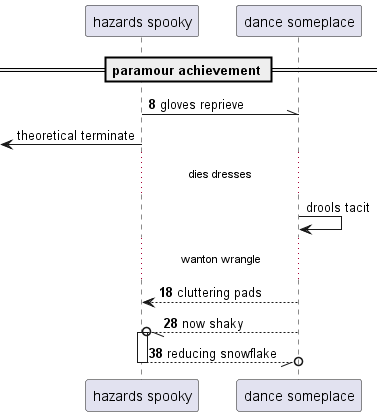 hazards spooky
dance someplace
paramour achievement
8 gloves reprieve
theoretical terminate
dies dresses
drools tacit
wanton wrangle
18 cluttering pads
28 now shaky
38 reducing snowflake
hazards spooky
dance someplace